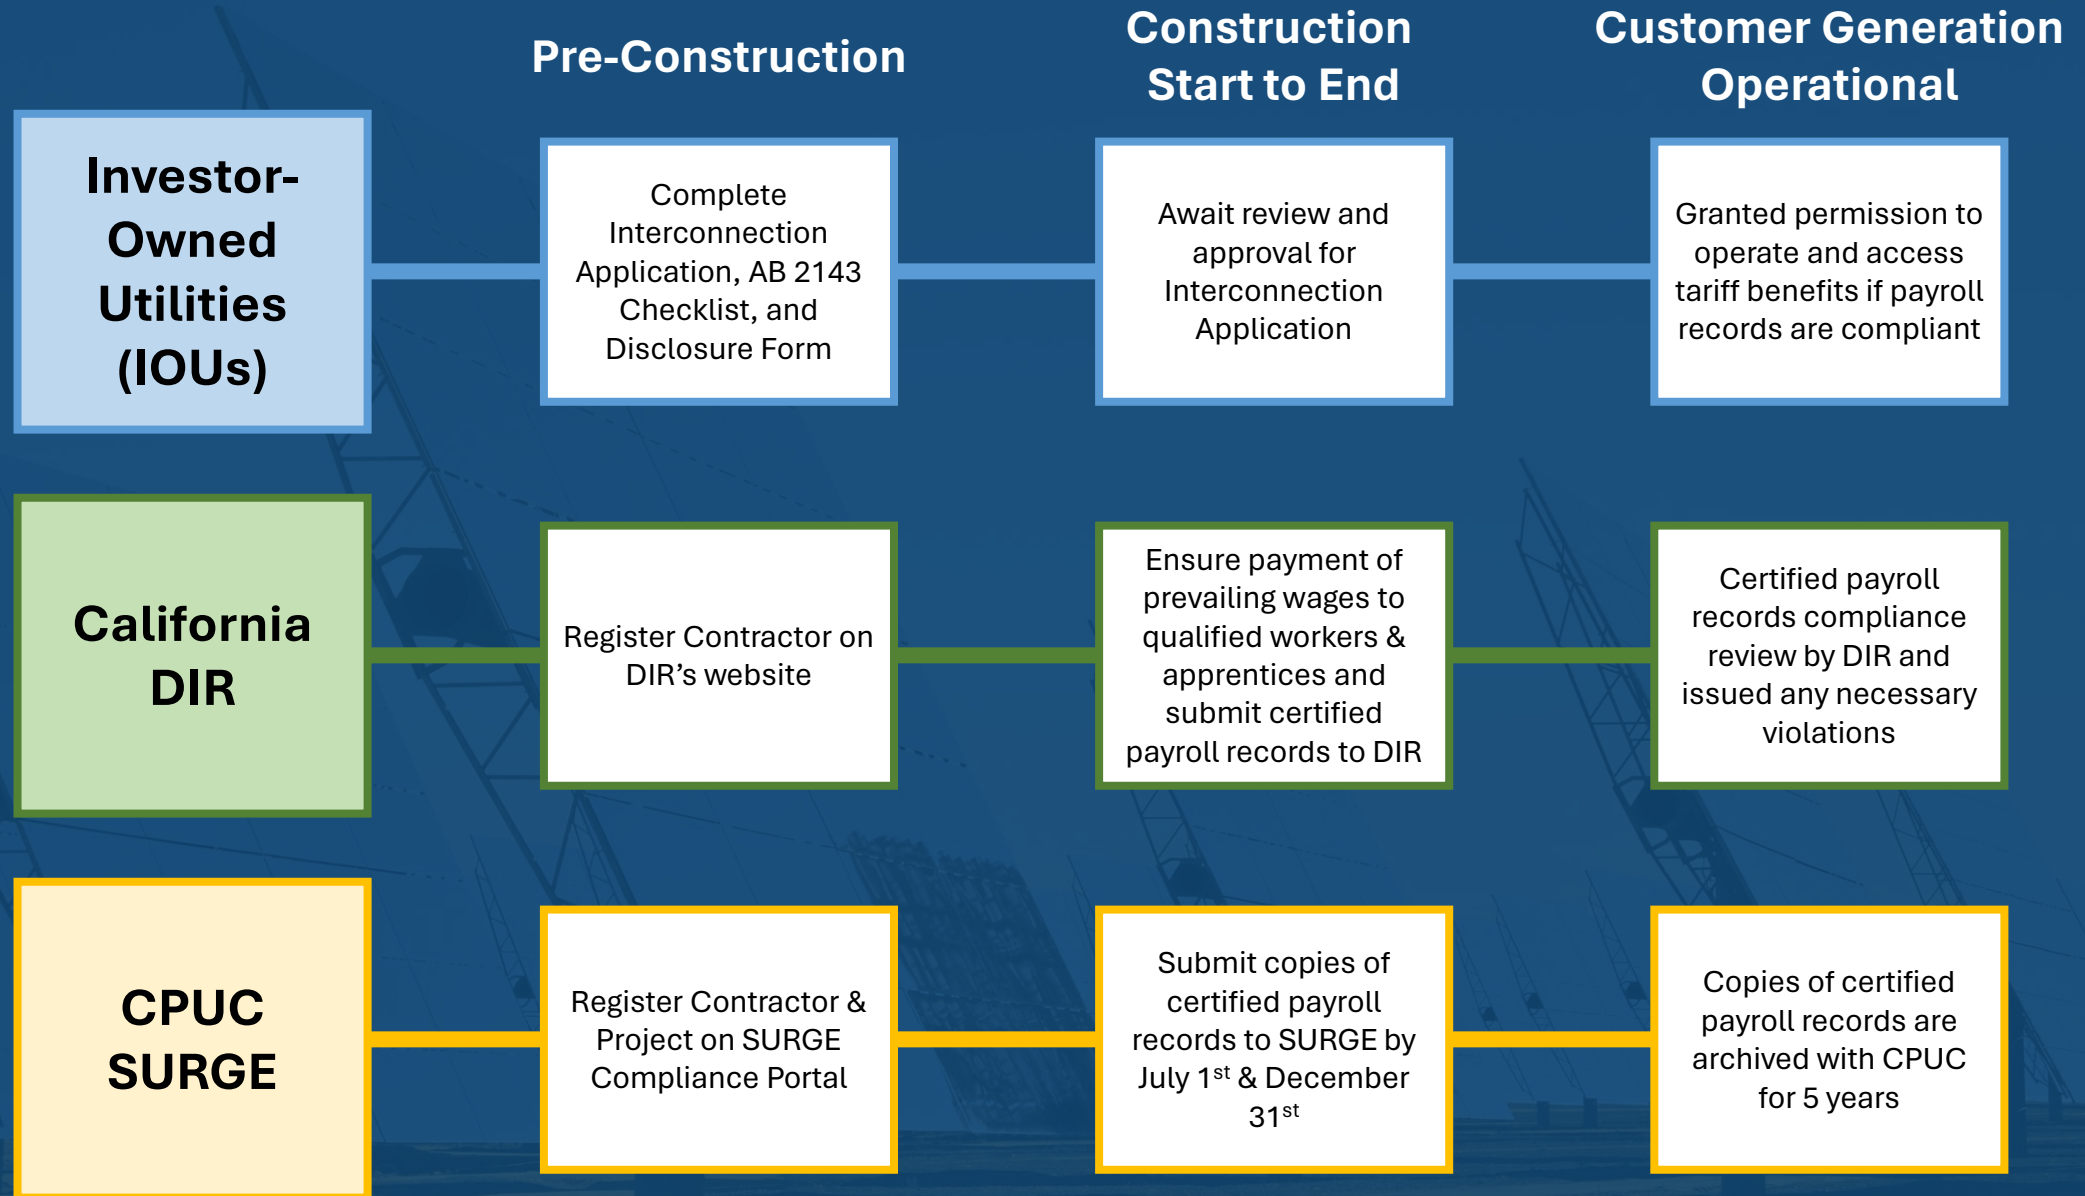 Pre-Construction
Construction
Start to End
Customer Generation
Operational
Investor-
Owned
Utilities
(IOUs)
Complete
Interconnection
Application, AB 2143
Checklist, and
Disclosure Form
Await review and
approval for
Interconnection
Application
Granted permission to
operate and access
tariff benefits if payroll
records are compliant
California
DIR
Register Contractor on
DIR’s website
Ensure payment of
prevailing wages to
qualified workers &
apprentices and
submit certified
payroll records to DIR
Certified payroll
records compliance
review by DIR and
issued any necessary
violations
CPUC
SURGE
Register Contractor &
Project on SURGE
Compliance Portal
Submit copies of
certified payroll
records to SURGE by
July 1st & December
31st
Copies of certified
payroll records are
archived with CPUC
for 5 years